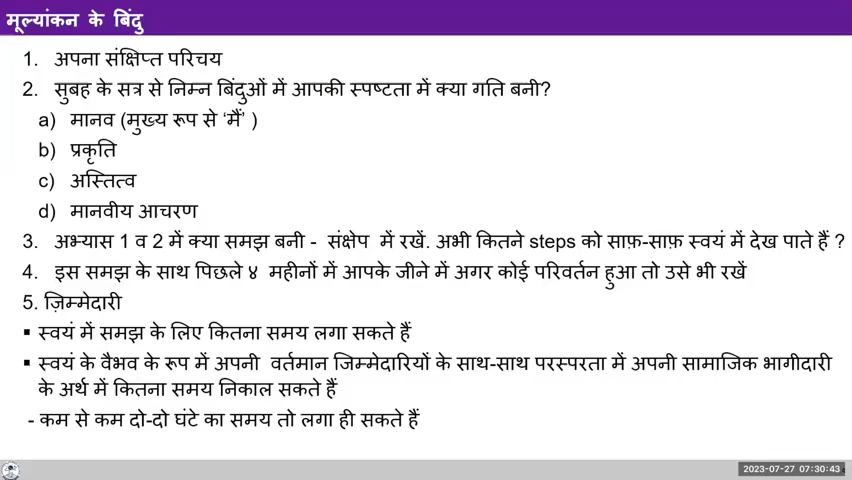 मूल्यांकन के बिंदु
1. अपना संक्षिप्त परिचय
2. सुबह के सत्र से निम्न बिंदुओं में आपकी स्पष्टता में क्या गति बनी?
a) मानव (मुख्य रूप से ‘मैं’ )
b) प्रकृति
c) अस्तित्व
d) मानवीय आचरण
3. अभ्यास 1 व 2 में क्या समझ बनी - संक्षेप में रखें. अभी कितने steps को साफ़-साफ़ स्वयं में देख पाते हैं ?
4. इस समझ के साथ पिछले ४ महीनों में आपके जीने में अगर कोई परिवर्तन हुआ तो उसे भी रखें
5. ज़िम्मेदारी
▪ स्वयं में समझ के लिए कितना समय लगा सकते हैं
▪ स्वयं के वैभव के रूप में अपनी वर्तमान जिम्मेदारियों के साथ-साथ परस्परता में अपनी सामाजिक भागीदारी
के अर्थ में कितना समय निकाल सकते हैं
- कम से कम दो-दो घंटे का समय तो लगा ही सकते हैं
2023-07-27 07:30:43